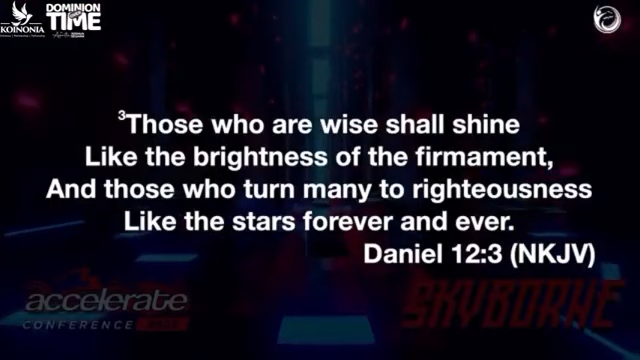 KOINONIA
DOMINION
TIME
³Those who are wise shall shine
Like the brightness of the firmament,
And those who turn many to righteousness
Like the stars forever and ever.
Daniel 12:3 (NKJV)
accelerate
CONFERENCE
SKYBORNE